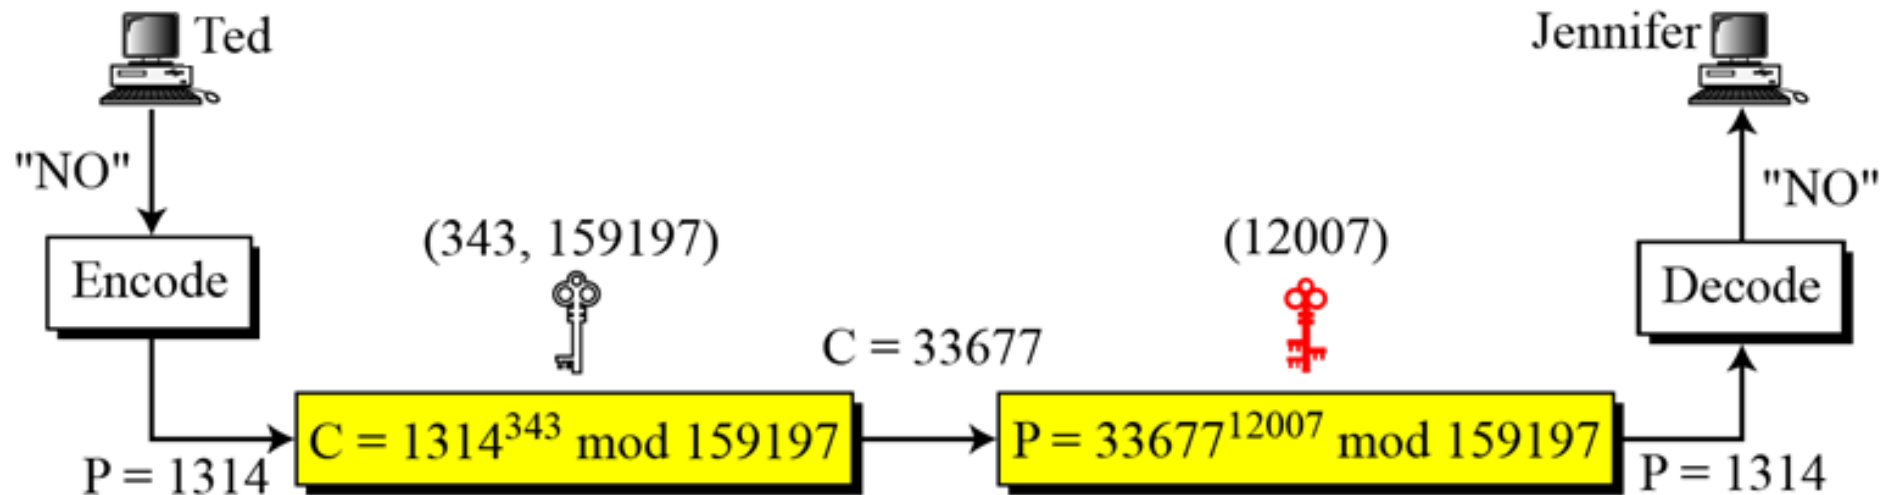 Ted
Jennifer
"NO"
"NO"
(343, 159197)
(12007)
Encode
Decode
C = 33677
C = 1314^343 mod 159197
P = 33677^12007 mod 159197
P = 1314
P = 1314